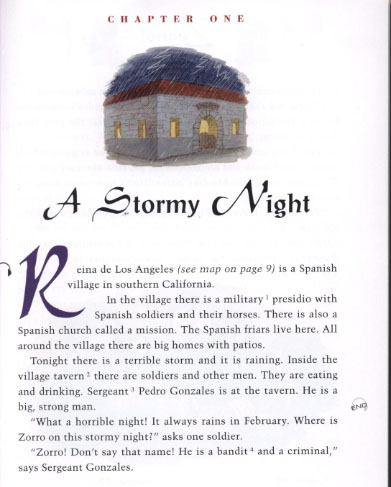 CHAPTER ONE
A Stormy Night
Reina de Los Angeles (see map on page 9) is a Spanish
village in southern California.
In the village there is a military ¹ presidio with
Spanish soldiers and their horses. There is also a
Spanish church called a mission. The Spanish friars live here. All
around the village there are big homes with patios.
Tonight there is a terrible storm and it is raining. Inside the
village tavern ² there are soldiers and other men. They are eating
and drinking. Sergeant ³ Pedro Gonzales is at the tavern. He is a
big, strong man.
"What a horrible night! It always rains in February. Where is
Zorro on this stormy night?" asks one soldier.
"Zorro! Don't say that name! He is a bandit ⁴ and a criminal,"
says Sergeant Gonzales.
END